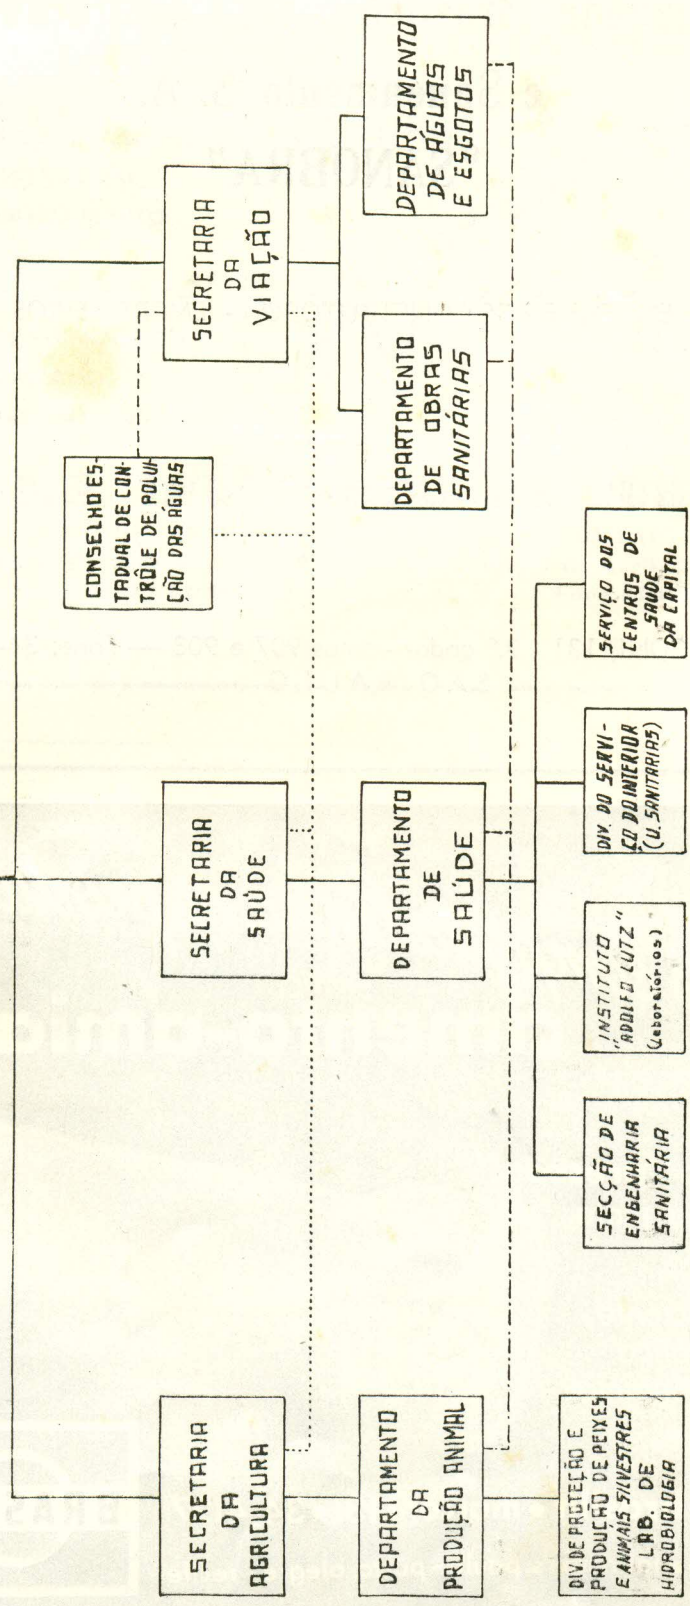 SECRETARIA
DA
AGRICULTURA
SECRETARIA
DA
SAÚDE
CONSELHO ES-
TADUAL DE CON-
TRÔLE DE POLUI-
ÇÃO DAS ÁGUAS
SECRETARIA
DA
VIAÇÃO
DEPARTAMENTO
DA
PRODUÇÃO ANIMAL
DEPARTAMENTO
DE
SAÚDE
DEPARTAMENTO
DE OBRAS
SANITÁRIAS
DEPARTAMENTO
DE ÁGUAS
E ESGOTOS
DIV. DE PROTEÇÃO E
PRODUÇÃO DE PEIXES
E ANIMAIS SILVESTRES
LAB. DE
HIDROBIOLOGIA
SECÇÃO DE
ENGENHARIA
SANITÁRIA
INSTITUTO
"ADOLFO LUTZ"
(Laboratórios)
DIV. DO SERVI-
ÇO DO INTERIOR
(U. SANITARIAS)
SERVIÇO DOS
CENTROS DE
SAUDE
DA CAPITAL